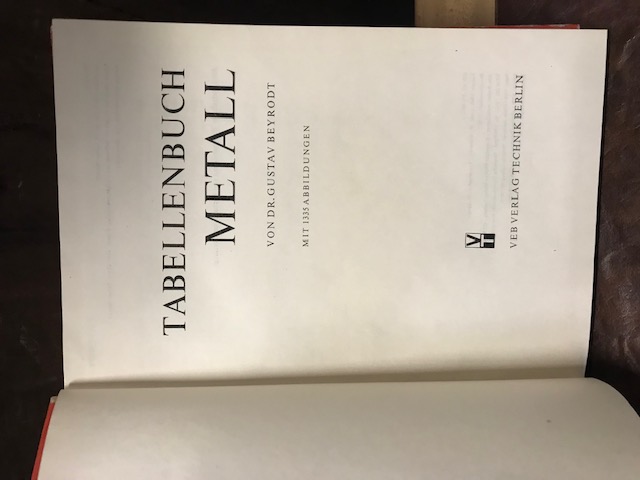 TABELLENBUCH
METALL
VON DR. GUSTAV BEYRODT
MIT 1335 ABBILDUNGEN
VT
VEB VERLAG TECHNIK BERLIN